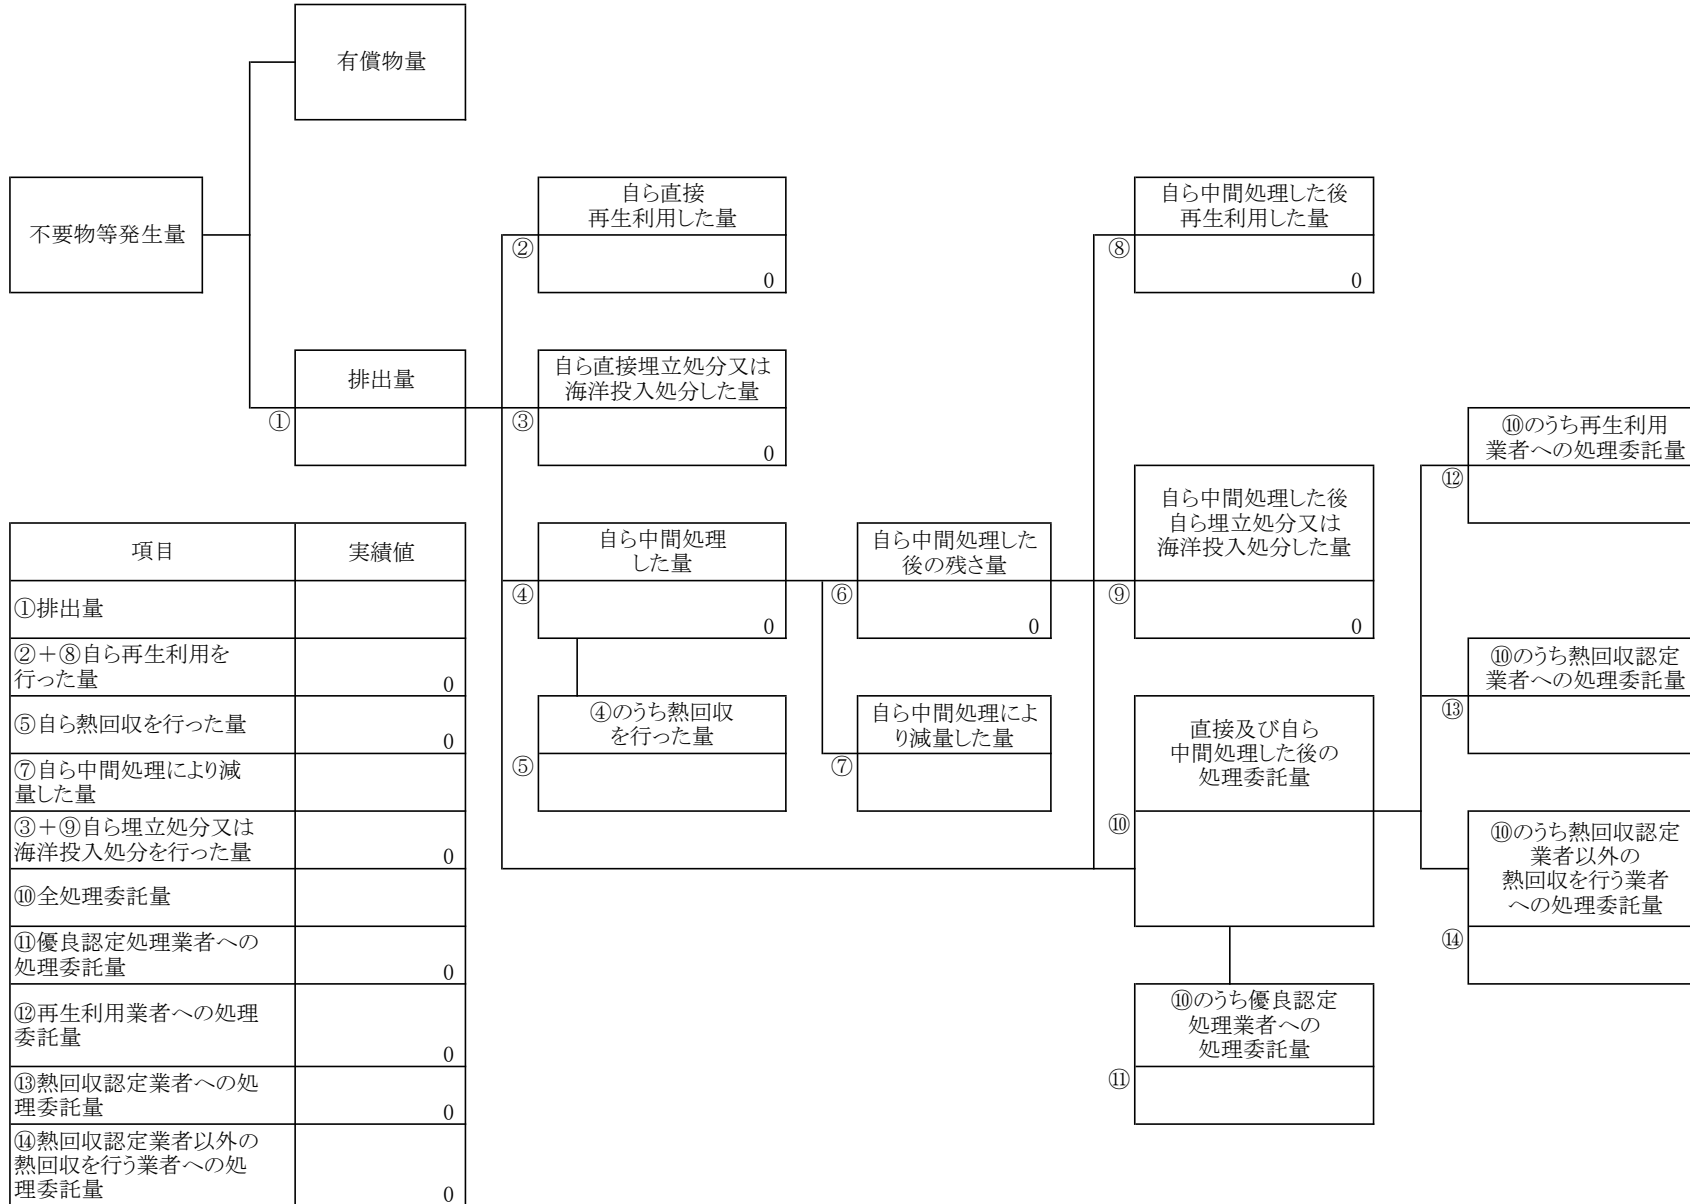 有償物量
不要物等発生量
自ら直接
再生利用した量
②
0
自ら中間処理した後
再生利用した量
⑧
0
排出量
①
自ら直接埋立処分又は
海洋投入処分した量
③
0
⑩のうち再生利用
業者への処理委託量
⑫
自ら中間処理
した量
④
0
自ら中間処理した
後の残さ量
⑥
0
自ら中間処理した後
自ら埋立処分又は
海洋投入処分した量
⑨
0
⑩のうち熱回収認定
業者への処理委託量
⑬
④のうち熱回収
を行った量
⑤
自ら中間処理によ
り減量した量
⑦
直接及び自ら
中間処理した後の
処理委託量
⑩
⑩のうち熱回収認定
業者以外の
熱回収を行う業者
への処理委託量
⑭
⑩のうち優良認定
処理業者への
処理委託量
⑪
項目 実績値
①排出量
②+⑧自ら再生利用を
行った量 0
⑤自ら熱回収を行った量 0
⑦自ら中間処理により減
量した量
③+⑨自ら埋立処分又は
海洋投入処分を行った量 0
⑩全処理委託量
⑪優良認定処理業者への
処理委託量 0
⑫再生利用業者への処理
委託量 0
⑬熱回収認定業者への処
理委託量 0
⑭熱回収認定業者以外の
熱回収を行う業者への処
理委託量 0